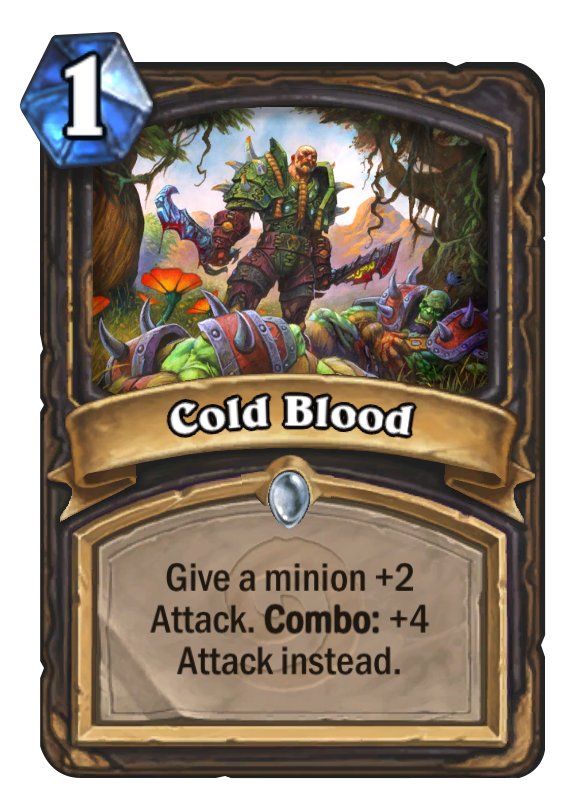 1
Cold Blood
Give a minion +2
Attack. Combo: +4
Attack instead.